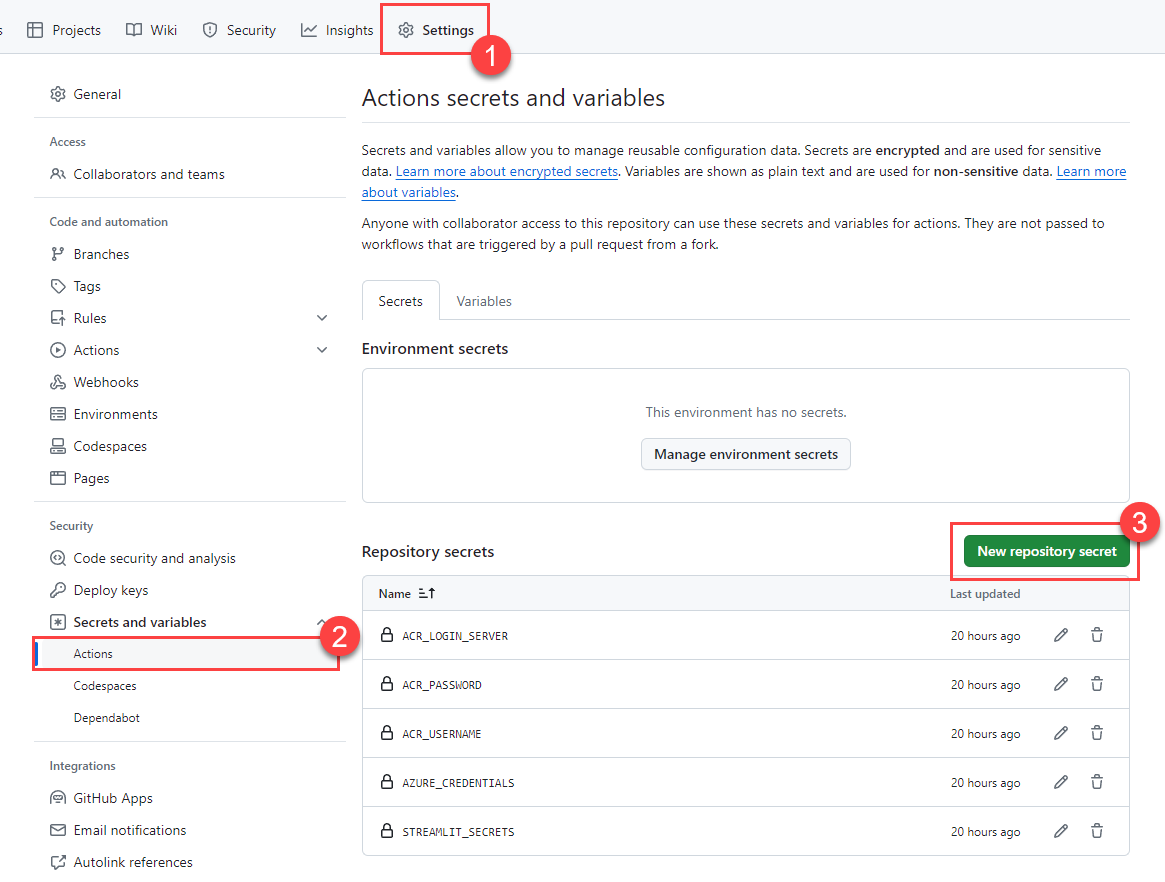 s Projects Wiki Security Insights Settings
1
General
Access
Collaborators and teams
Code and automation
Branches
Tags
Rules
Actions
Webhooks
Environments
Codespaces
Pages
Security
Code security and analysis
Deploy keys
Secrets and variables
2
Actions
Codespaces
Dependabot
Integrations
GitHub Apps
Email notifications
Autolink references
Actions secrets and variables
Secrets and variables allow you to manage reusable configuration data. Secrets are encrypted and are used for sensitive
data. Learn more about encrypted secrets. Variables are shown as plain text and are used for non-sensitive data. Learn more
about variables.
Anyone with collaborator access to this repository can use these secrets and variables for actions. They are not passed to
workflows that are triggered by a pull request from a fork.
Secrets Variables
Environment secrets
This environment has no secrets.
Manage environment secrets
3
Repository secrets New repository secret
Name Last updated
ACR_LOGIN_SERVER 20 hours ago
ACR_PASSWORD 20 hours ago
ACR_USERNAME 20 hours ago
AZURE_CREDENTIALS 20 hours ago
STREAMLIT_SECRETS 20 hours ago